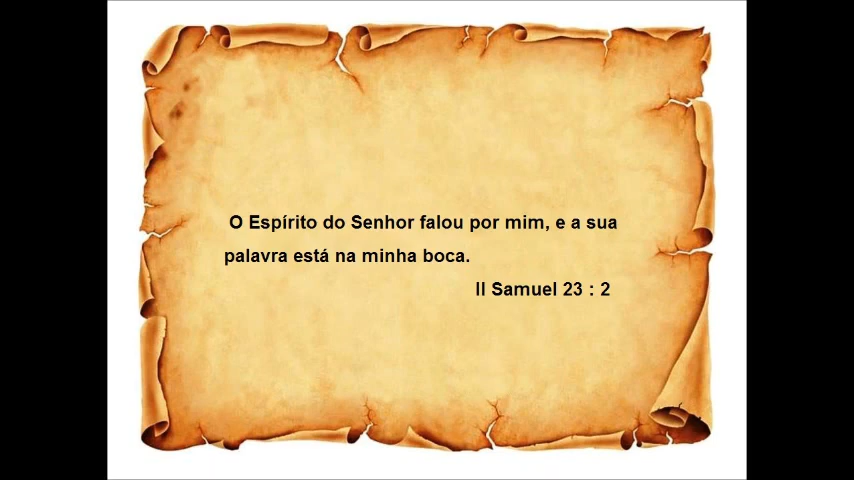 O Espírito do Senhor falou por mim, e a sua
palavra está na minha boca.
II Samuel 23 : 2